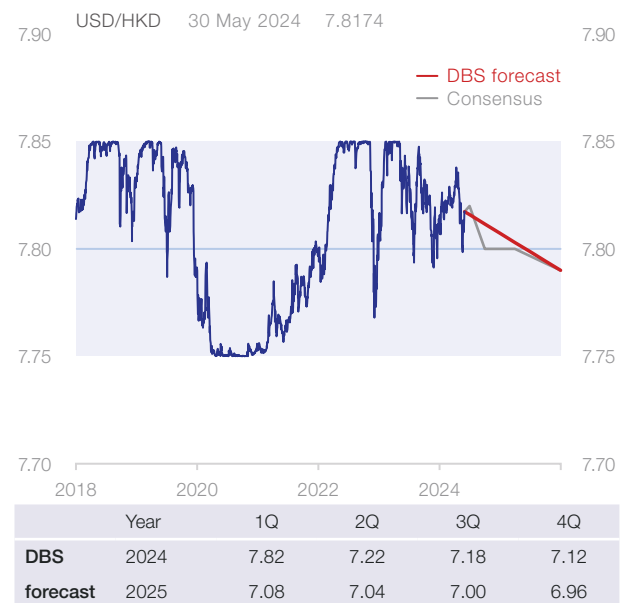 USD/HKD 30 May 2024 7.8174
7.90 7.90
DBS forecast
Consensus
7.85 7.85
7.80 7.80
7.75 7.75
7.70 7.70
2018 2020 2022 2024
Year 1Q 2Q 3Q 4Q
DBS 2024 7.82 7.22 7.18 7.12
forecast 2025 7.08 7.04 7.00 6.96